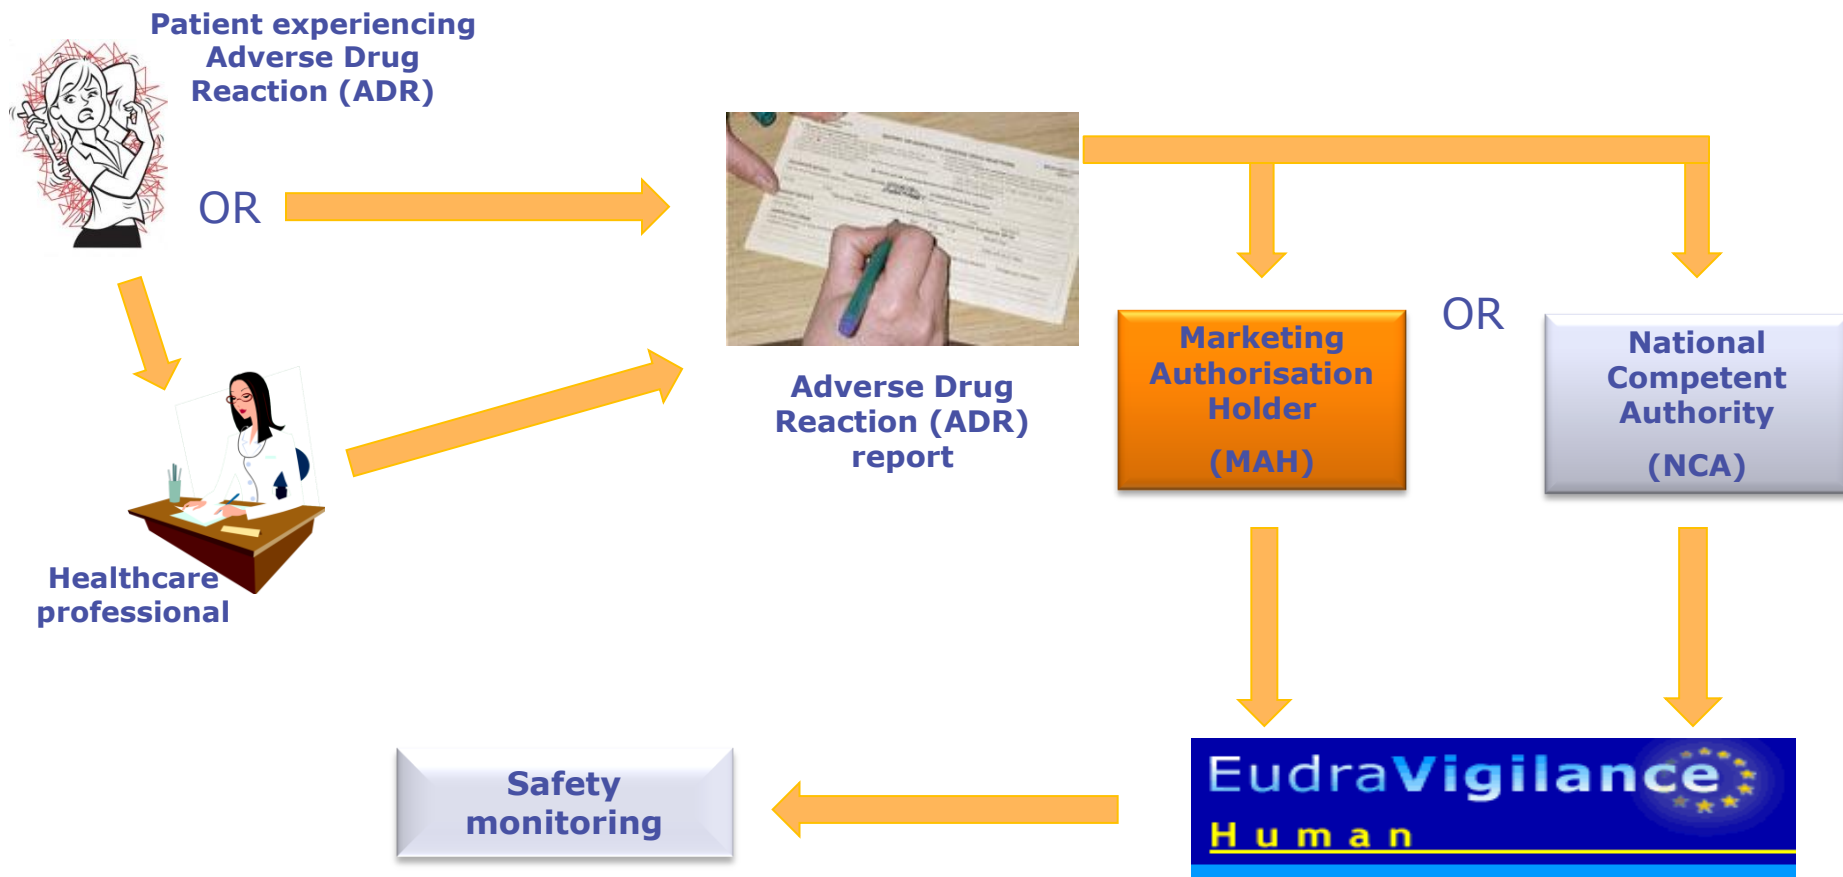 Patient experiencing
Adverse Drug
Reaction (ADR)
OR
Healthcare
professional
Adverse Drug
Reaction (ADR)
report
Marketing
Authorisation
Holder
(MAH)
OR
National
Competent
Authority
(NCA)
EudraVigilance
Human
Safety
monitoring